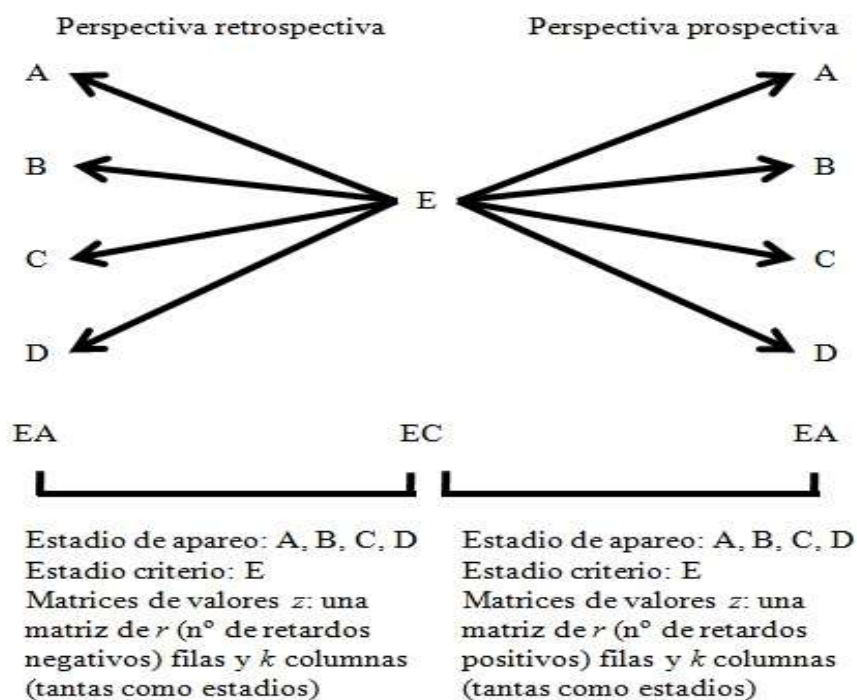 Perspectiva retrospectiva
Perspectiva prospectiva
A
A
B
B
E
C
C
D
D
EA
EC
EA
Estadio de apareo: A, B, C, D
Estadio criterio: E
Matrices de valores z: una
matriz de r (nº de retardos
negativos) filas y k columnas
(tantas como estadios)
Estadio de apareo: A, B, C, D
Estadio criterio: E
Matrices de valores z: una
matriz de r (nº de retardos
positivos) filas y k columnas
(tantas como estadios)